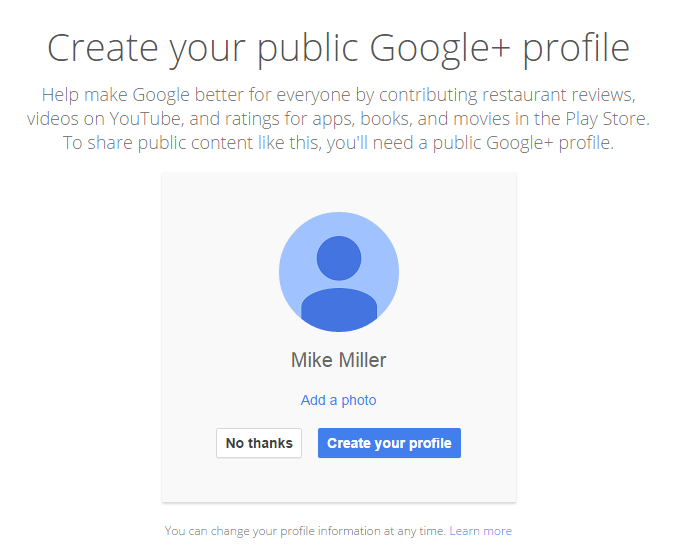 Create your public Google+ profile
Help make Google better for everyone by contributing restaurant reviews,
videos on YouTube, and ratings for apps, books, and movies in the Play Store.
To share public content like this, you'll need a public Google+ profile.
Mike Miller
Add a photo
No thanks Create your profile
You can change your profile information at any time. Learn more